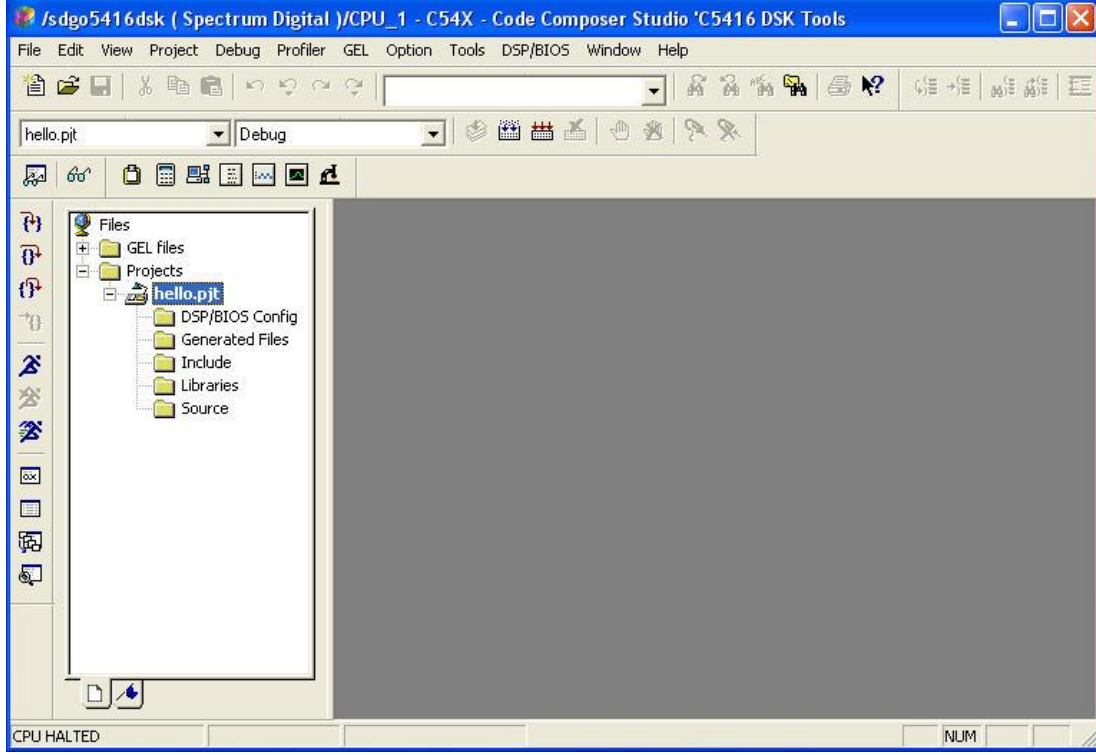 /sdgo5416dsk ( Spectrum Digital )/CPU_1 - C54X - Code Composer Studio 'C5416 DSK Tools
File Edit View Project Debug Profiler GEL Option Tools DSP/BIOS Window Help
hello.pjt Debug
Files
GEL files
Projects
hello.pjt
DSP/BIOS Config
Generated Files
Include
Libraries
Source
CPU HALTED NUM